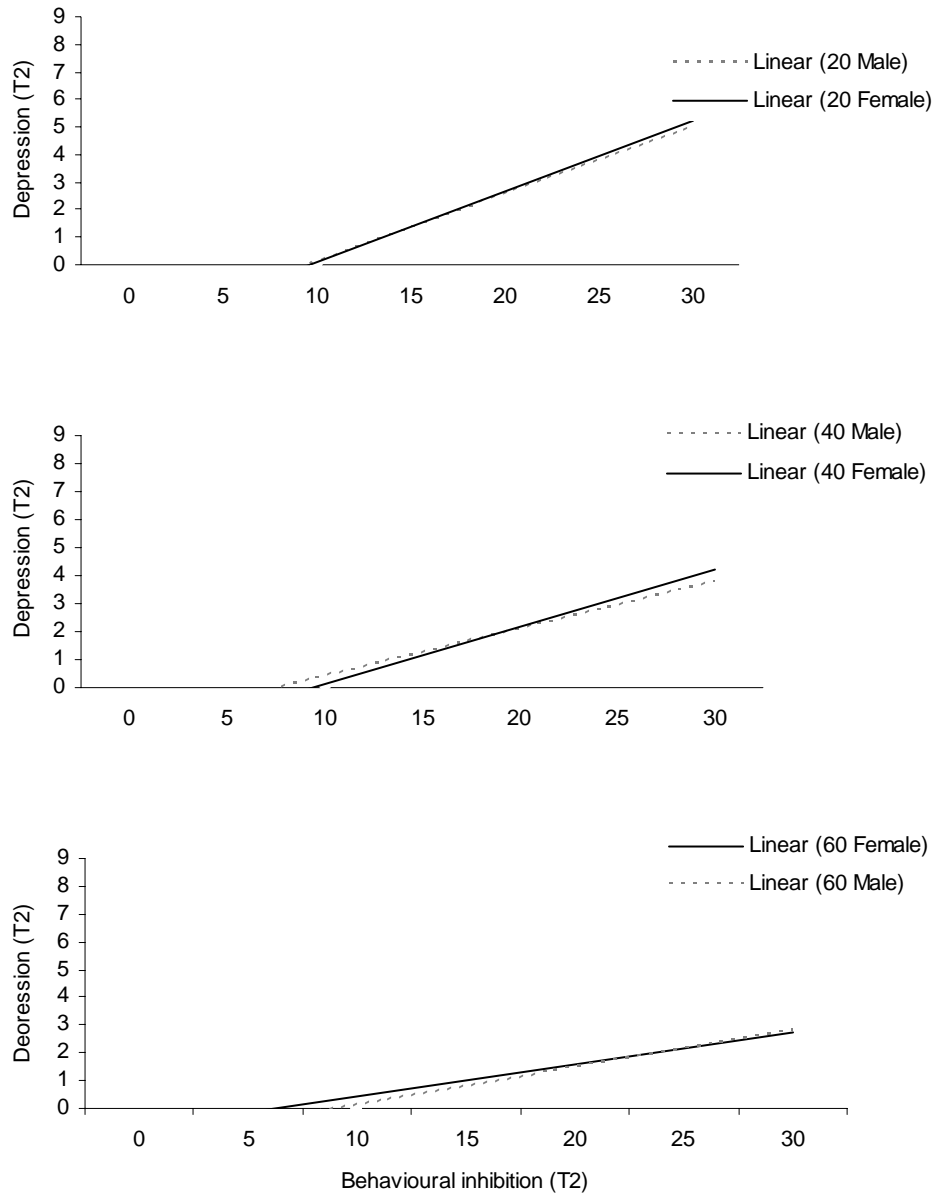 9
8
7
6
5
4
3
2
1
0
Depression (T2)
Linear (20 Male)
Linear (20 Female)
0 5 10 15 20 25 30
9
8
7
6
5
4
3
2
1
0
Depression (T2)
Linear (40 Male)
Linear (40 Female)
0 5 10 15 20 25 30
9
8
7
6
5
4
3
2
1
0
Deoression (T2)
Linear (60 Female)
Linear (60 Male)
0 5 10 15 20 25 30
Behavioural inhibition (T2)